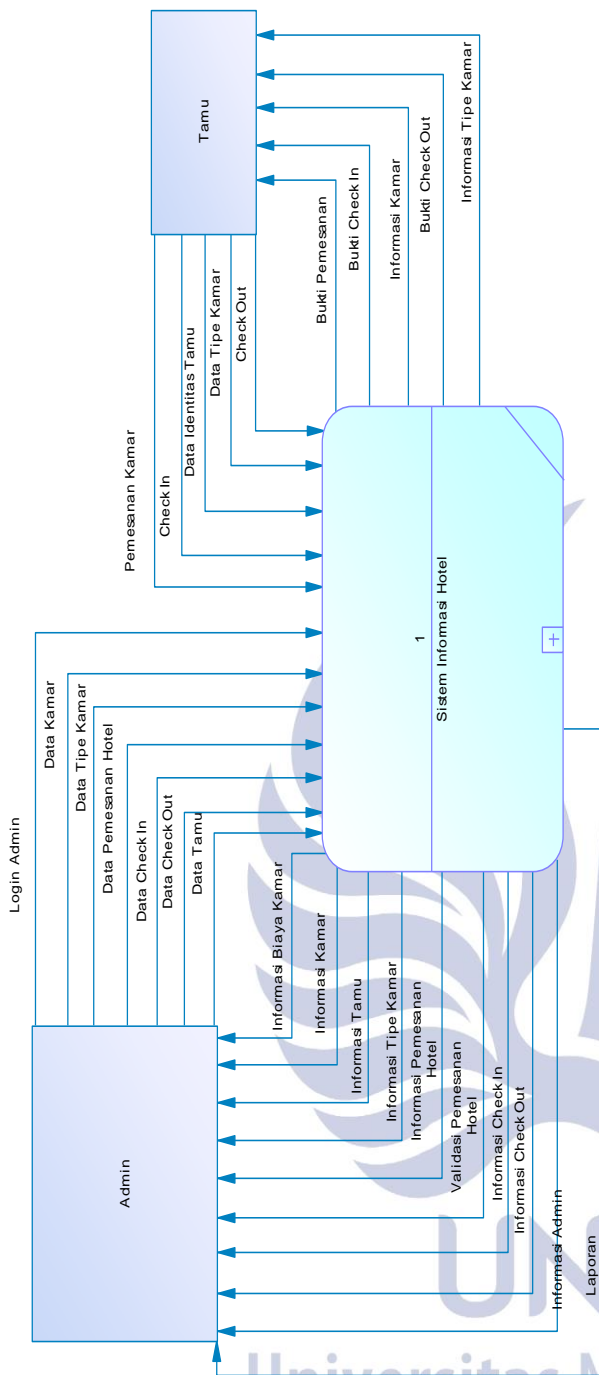 Tamu
Informasi Tipe Kamar
Bukti Check Out
Informasi Kamar
Bukti Check In
Bukti Pemesanan
Check Out
Data Tipe Kamar
Data Identitas Tamu
Check In
Pemesanan Kamar
Login Admin
Data Kamar
Data Tipe Kamar
Data Pemesanan Hotel
Data Check In
Data Check Out
Data Tamu
1
Sistem Informasi Hotel
+
Admin
Informasi Biaya Kamar
Informasi Kamar
Informasi Tamu
Informasi Tipe Kamar
Informasi Pemesanan
Hotel
Validasi Pemesanan
Hotel
Informasi Check In
Informasi Check Out
Informasi Admin
Laporan
UN
Universitas